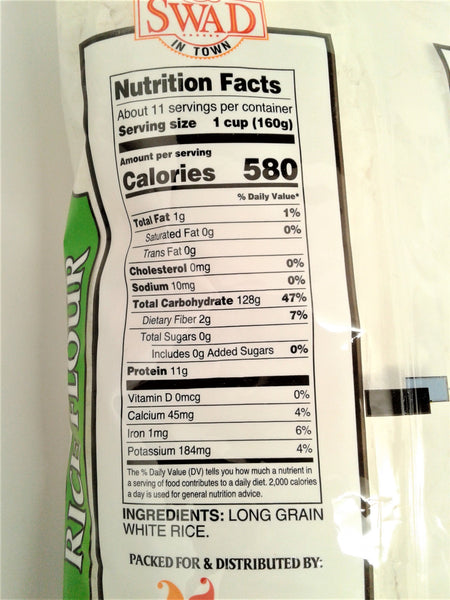 SWAD
IN TOWN
Nutrition Facts
About 11 servings per container
Serving size 1 cup (160g)
Amount per serving
Calories 580
% Daily Value*
Total Fat 1g 1%
Saturated Fat 0g 0%
Trans Fat 0g
Cholesterol 0mg 0%
Sodium 10mg 0%
Total Carbohydrate 128g 47%
Dietary Fiber 2g 7%
Total Sugars 0g
Includes 0g Added Sugars 0%
Protein 11g
Vitamin D 0mcg 0%
Calcium 45mg 4%
Iron 1mg 6%
Potassium 184mg 4%
The % Daily Value (DV) tells you how much a nutrient in
a serving of food contributes to a daily diet. 2,000 calories
a day is used for general nutrition advice.
INGREDIENTS: LONG GRAIN
WHITE RICE.
PACKED FOR & DISTRIBUTED BY:
RICE FLOUR